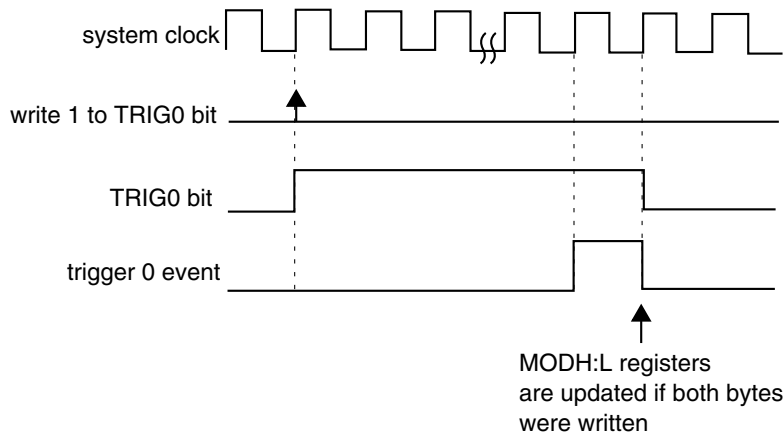 system clock
write 1 to TRIG0 bit
TRIG0 bit
trigger 0 event
MODH:L registers
are updated if both bytes
were written